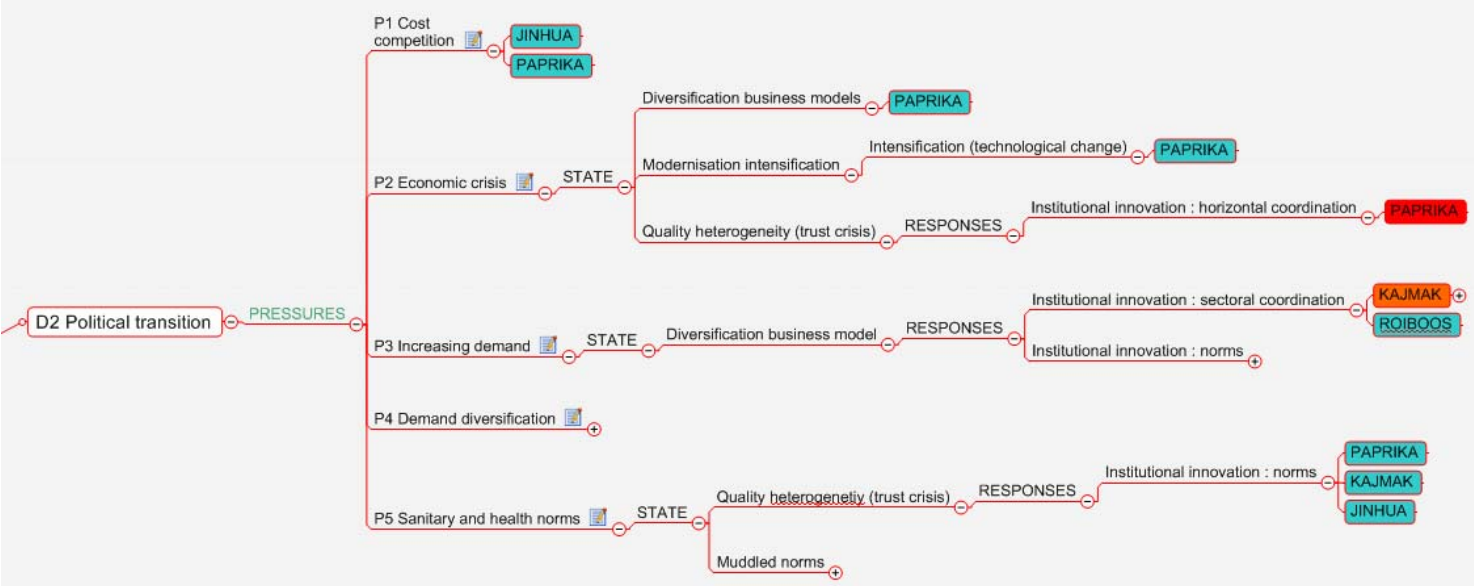 P1 Cost
competition
JINHUA
PAPRIKA
Diversification business models
PAPRIKA
Intensification (technological change)
PAPRIKA
Modernisation intensification
P2 Economic crisis
STATE
Institutional innovation : horizontal coordination
PAPRIKA
Quality heterogeneity (trust crisis)
RESPONSES
D2 Political transition
PRESSURES
Institutional innovation : sectoral coordination
KAJMAK
ROIBOOS
P3 Increasing demand
STATE
Diversification business model
RESPONSES
Institutional innovation : norms
P4 Demand diversification
PAPRIKA
Institutional innovation : norms
KAJMAK
JINHUA
Quality heterogenetiy (trust crisis)
RESPONSES
P5 Sanitary and health norms
STATE
Muddled norms